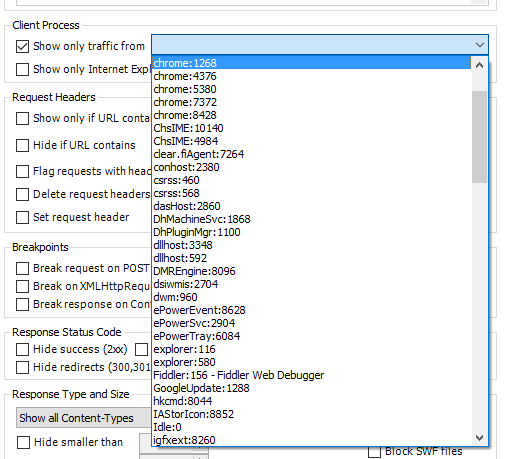 Client Process
Show only traffic from
Show only Internet Expl
chrome:1268
chrome:4376
chrome:5380
chrome:7372
chrome:8428
ChsIME:10140
ChsIME:4984
clear.fiAgent:7264
conhost:2380
csrss:460
csrss:568
dasHost:2860
DhMachineSvc:1868
DhPluginMgr:1100
dllhost:3348
dllhost:592
DMREngine:8096
dsiwmis:2704
dwm:960
ePowerEvent:8628
ePowerSvc:2904
ePowerTray:6084
explorer:116
explorer:580
Fiddler:156 - Fiddler Web Debugger
GoogleUpdate:1288
hkcmd:8044
IAStorIcon:8852
Idle:0
igfxext:8260
Request Headers
Show only if URL conta
Hide if URL contains
Flag requests with head
Delete request headers
Set request header
Breakpoints
Break request on POST
Break on XMLHttpRequ
Break response on Con
Response Status Code
Hide success (2xx)
Hide redirects (300,301
Response Type and Size
Show all Content-Types
Hide smaller than
Block SWF files